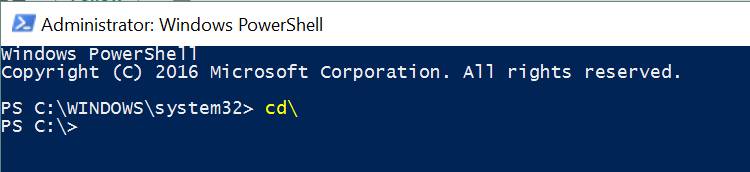 Administrator: Windows PowerShell
Windows PowerShell
Copyright (C) 2016 Microsoft Corporation. All rights reserved.
PS C:\WINDOWS\system32> cd\
PS C:\>